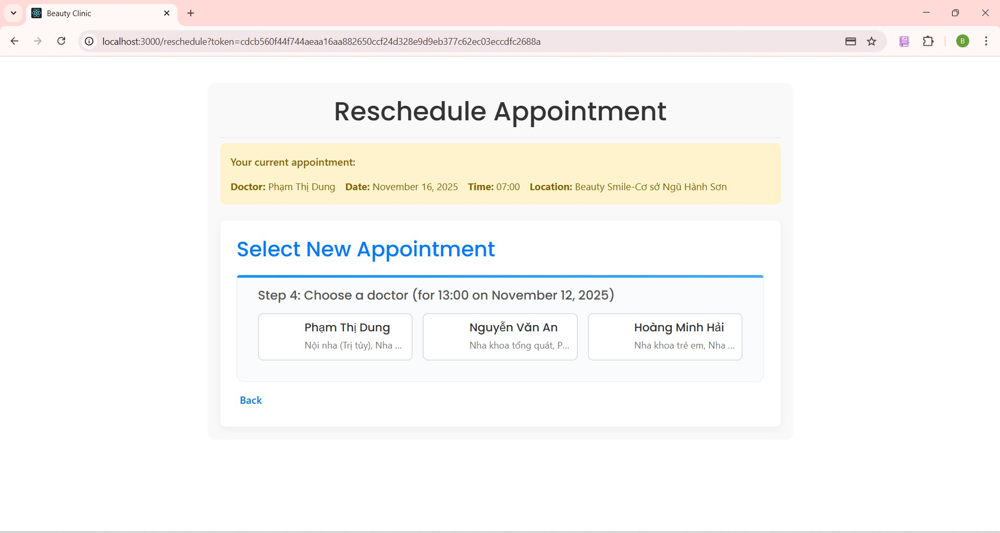 Beauty Clinic
localhost:3000/reschedule?token=cdcb560f44f744aeaa16aa882650ccf24d328e9d9eb377c62ec03eccdfc2688a
B
Reschedule Appointment
Your current appointment:
Doctor: Phạm Thị Dung Date: November 16, 2025 Time: 07:00 Location: Beauty Smile-Cơ sở Ngũ Hành Sơn
Select New Appointment
Step 4: Choose a doctor (for 13:00 on November 12, 2025)
Phạm Thị Dung
Nội nha (Trị tủy), Nha ...
Nguyễn Văn An
Nha khoa tổng quát, P...
Hoàng Minh Hải
Nha khoa trẻ em, Nha ...
Back